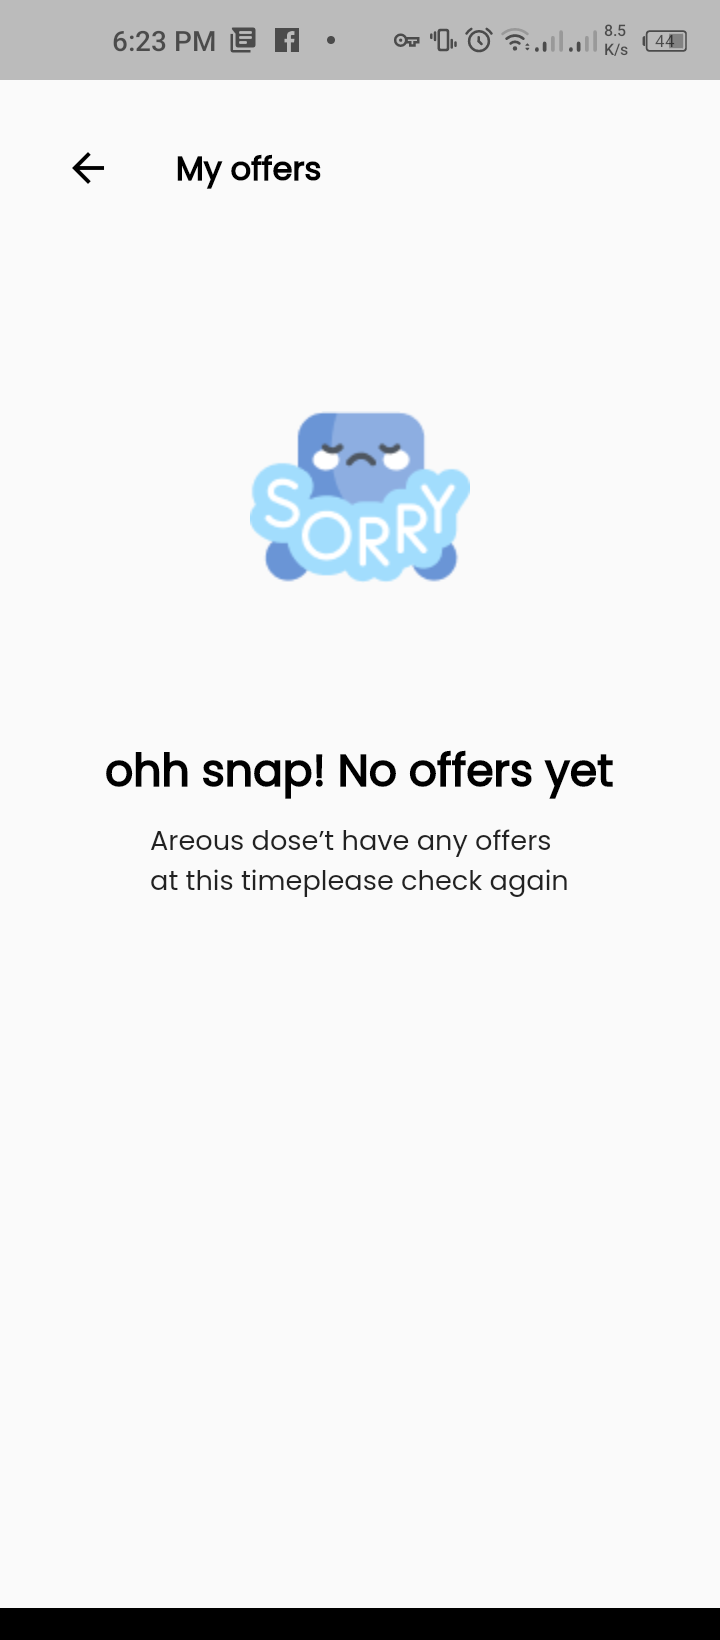 6:23 PM
8.5
K/s
44
My offers
SORRY
ohh snap! No offers yet
Areous dose’t have any offers
at this timeplease check again